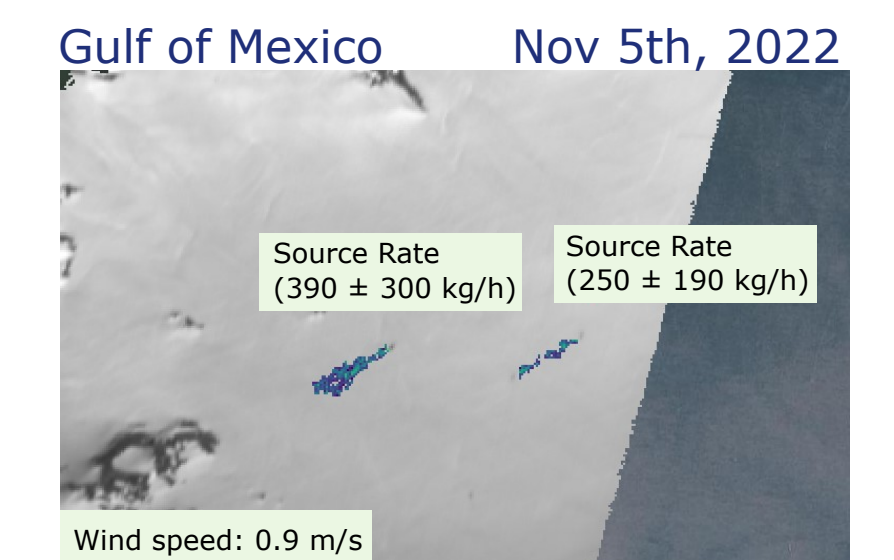 Gulf of Mexico Nov 5th, 2022
Source Rate
(390 ± 300 kg/h)
Source Rate
(250 ± 190 kg/h)
Wind speed: 0.9 m/s